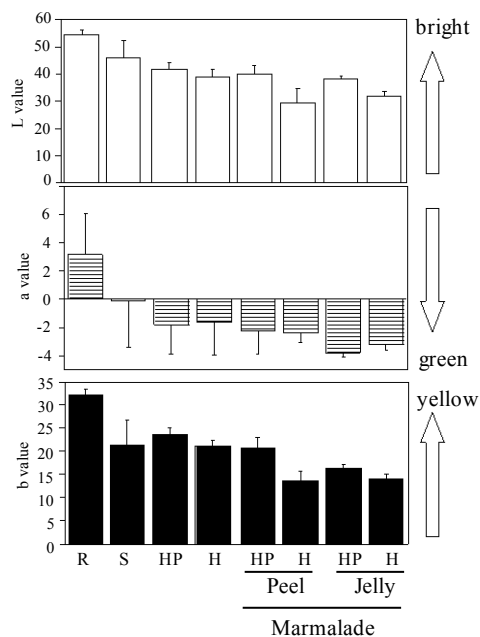 60
50
40
30
20
10
0
L value
bright
6
4
2
0
-2
-4
a value
green
35
30
25
20
15
10
5
0
b value
yellow
R S HP H HP H HP H
Peel Jelly
Marmalade